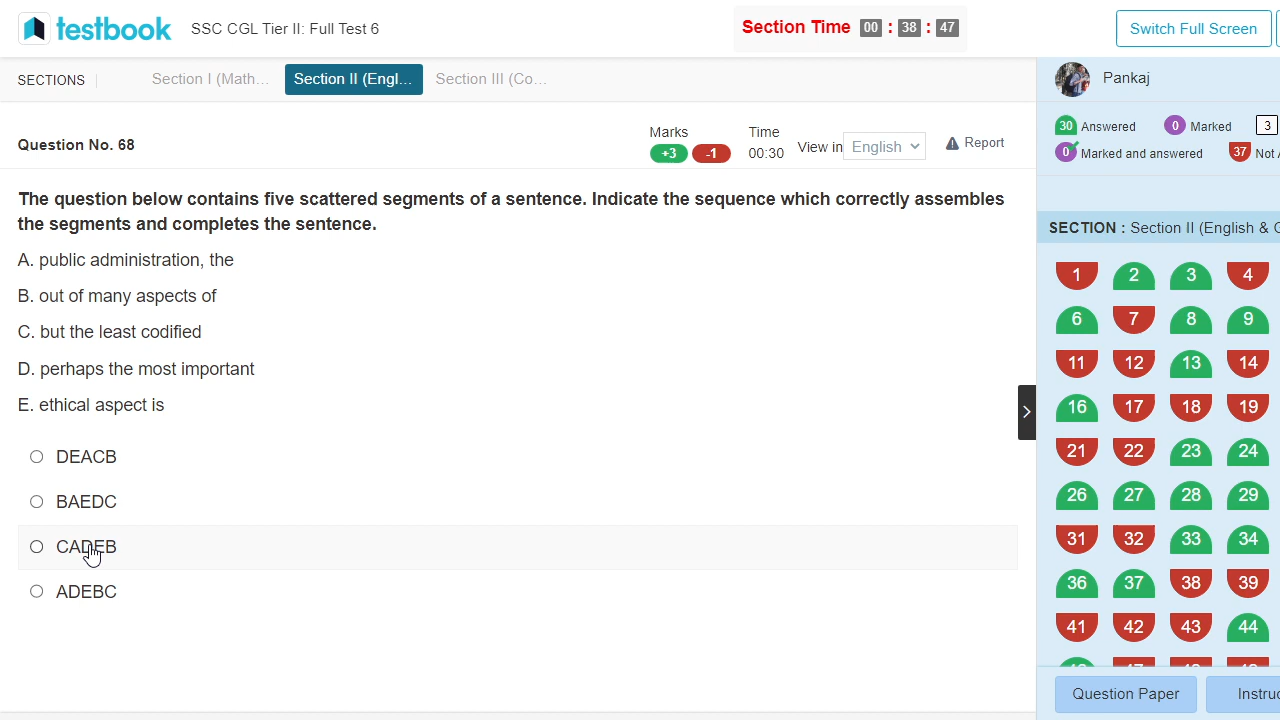 testbook SSC CGL Tier II: Full Test 6 Section Time 00 : 38 : 47 Switch Full Screen
SECTIONS Section I (Math... Section II (Engl... Section III (Co... Pankaj
Question No. 68 Marks Time
+3 -1 00:30 View in English Report
30 Answered 0 Marked 3
0 Marked and answered 37 Not
The question below contains five scattered segments of a sentence. Indicate the sequence which correctly assembles
the segments and completes the sentence.
A. public administration, the
B. out of many aspects of
C. but the least codified
D. perhaps the most important
E. ethical aspect is
DEACB
BAEDC
CADEB
ADEBC
SECTION : Section II (English &
1 2 3 4
6 7 8 9
11 12 13 14
16 17 18 19
21 22 23 24
26 27 28 29
31 32 33 34
36 37 38 39
41 42 43 44
Question Paper Instruc